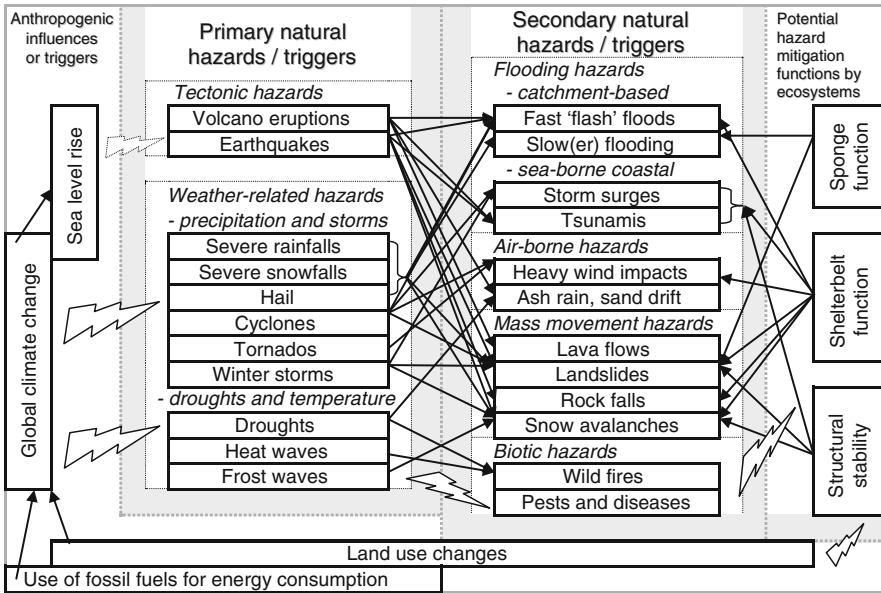 Anthropogenic
influences
or triggers
Primary natural
hazards / triggers
Secondary natural
hazards / triggers
Potential
hazard
mitigation
functions by
ecosystems
Global climate change
Sea level rise
Tectonic hazards
Volcano eruptions
Earthquakes
Weather-related hazards
- precipitation and storms
Severe rainfalls
Severe snowfalls
Hail
Cyclones
Tornados
Winter storms
- droughts and temperature
Droughts
Heat waves
Frost waves
Flooding hazards
- catchment-based
Fast ‘flash’ floods
Slow(er) flooding
- sea-borne coastal
Storm surges
Tsunamis
Air-borne hazards
Heavy wind impacts
Ash rain, sand drift
Mass movement hazards
Lava flows
Landslides
Rock falls
Snow avalanches
Biotic hazards
Wild fires
Pests and diseases
Sponge
function
Shelterbelt
function
Structural
stability
Land use changes
Use of fossil fuels for energy consumption